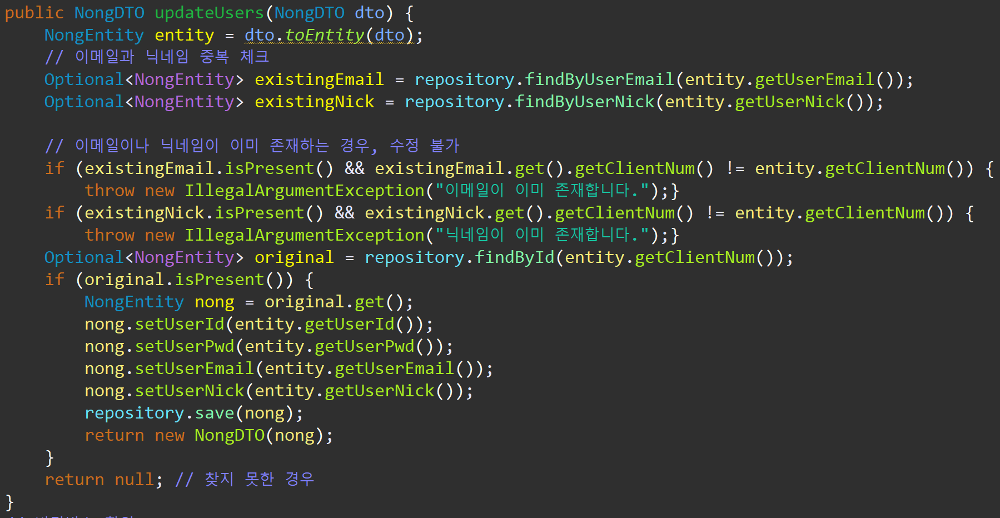 public NongDTO updateUsers(NongDTO dto) {
NongEntity entity = dto.toEntity(dto);
// 이메일과 닉네임 중복 체크
Optional<NongEntity> existingEmail = repository.findByUserEmail(entity.getUserEmail());
Optional<NongEntity> existingNick = repository.findByUserNick(entity.getUserNick());
// 이메일이나 닉네임이 이미 존재하는 경우, 수정 불가
if (existingEmail.isPresent() && existingEmail.get().getClientNum() != entity.getClientNum()) {
throw new IllegalArgumentException("이메일이 이미 존재합니다.");}
if (existingNick.isPresent() && existingNick.get().getClientNum() != entity.getClientNum()) {
throw new IllegalArgumentException("닉네임이 이미 존재합니다.");}
Optional<NongEntity> original = repository.findById(entity.getClientNum());
if (original.isPresent()) {
NongEntity nong = original.get();
nong.setUserId(entity.getUserId());
nong.setUserPwd(entity.getUserPwd());
nong.setUserEmail(entity.getUserEmail());
nong.setUserNick(entity.getUserNick());
repository.save(nong);
return new NongDTO(nong);
}
return null; // 찾지 못한 경우
}